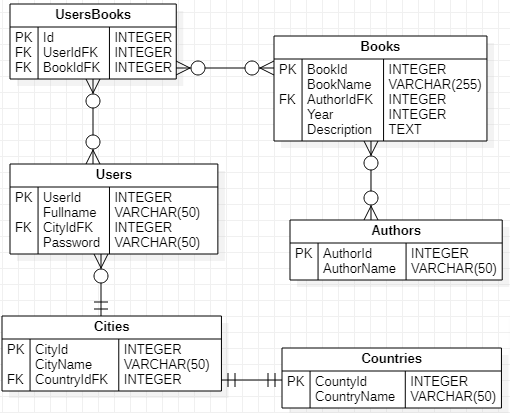 UsersBooks
PK Id INTEGER
FK UserIdFK INTEGER
FK BookIdFK INTEGER
Books
PK BookId INTEGER
BookName VARCHAR(255)
FK AuthorIdFK INTEGER
Year INTEGER
Description TEXT
Users
PK UserId INTEGER
Fullname VARCHAR(50)
FK CityIdFK INTEGER
Password VARCHAR(50)
Authors
PK AuthorId INTEGER
AuthorName VARCHAR(50)
Cities
PK CityId INTEGER
CityName VARCHAR(50)
FK CountryIdFK INTEGER
Countries
PK CountyId INTEGER
CountryName VARCHAR(50)